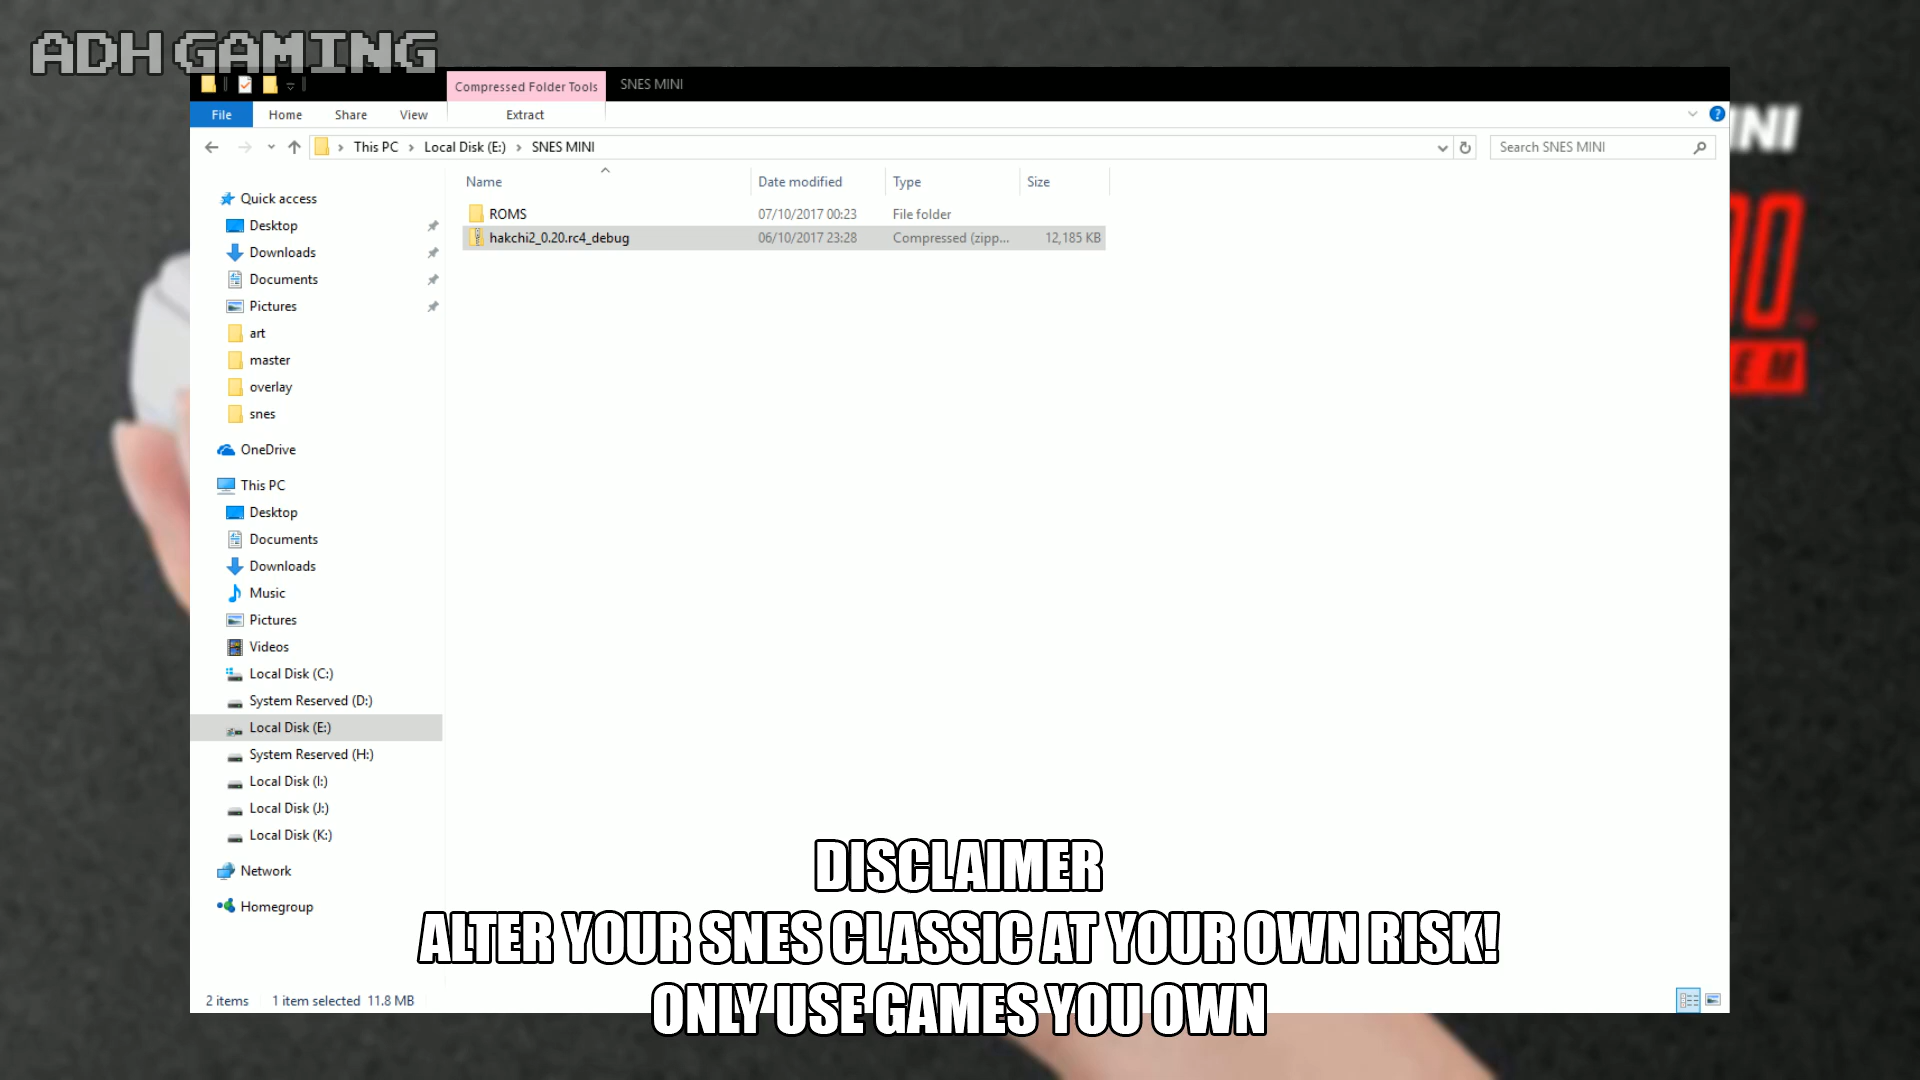 ADH GAMING
Compressed Folder Tools
SNES MINI
File
Home
Share
View
Extract
This PC
Local Disk (E:)
SNES MINI
Search SNES MINI
Name
Date modified
Type
Size
ROMS
07/10/2017 00:23
File folder
hakchi2_0.20.rc4_debug
06/10/2017 23:28
Compressed (zipp...
12,185 KB
Quick access
Desktop
Downloads
Documents
Pictures
art
master
overlay
snes
OneDrive
This PC
Desktop
Documents
Downloads
Music
Pictures
Videos
Local Disk (C:)
System Reserved (D:)
Local Disk (E:)
System Reserved (H:)
Local Disk (I:)
Local Disk (J:)
Local Disk (K:)
Network
Homegroup
DISCLAIMER
ALTER YOUR SNES CLASSIC AT YOUR OWN RISK!
ONLY USE GAMES YOU OWN
2 items
1 item selected 11.8 MB